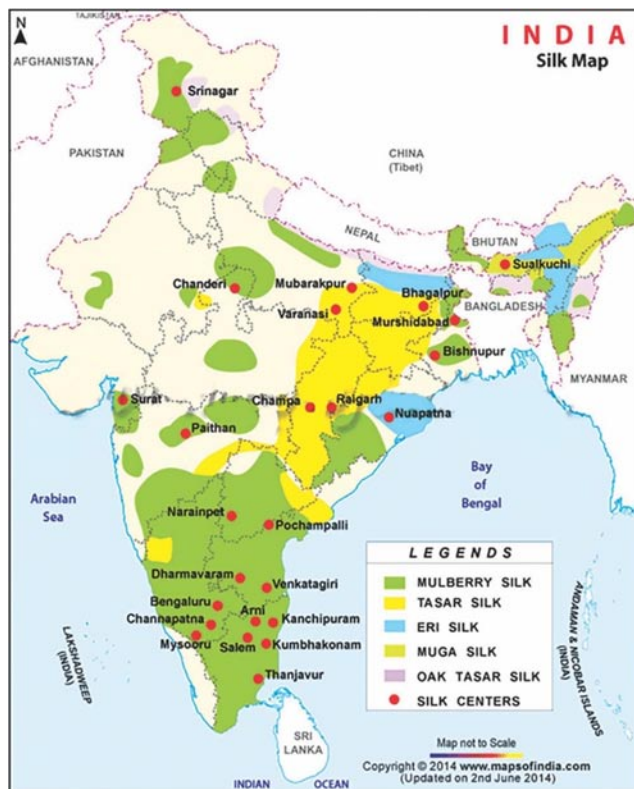 N
TAJIKISTAN
INDIA
Silk Map
AFGHANISTAN
Srinagar
PAKISTAN
CHINA
(Tibet)
NEPAL
BHUTAN
Sualkuchi
Chanderi
Mubarakpur
Bhagalpur
Varanasi
BANGLADESH
Murshidabad
Bishnupur
MYANMAR
Surat
Champa
Raigarh
Nuapatna
Paithan
Arabian
Sea
Bay
of
Bengal
Narainpet
Pochampalli
Dharmavaram
Venkatagiri
Bengaluru
Arni
Channapatna
Kanchipuram
Mysooru
Salem
Kumbhakonam
Thanjavur
LAKSHADWEEP
(INDIA)
ANDAMAN & NICOBAR ISLANDS
(INDIA)
SRI
LANKA
INDIAN OCEAN
LEGENDS
MULBERRY SILK
TASAR SILK
ERI SILK
MUGA SILK
OAK TASAR SILK
SILK CENTERS
Map not to Scale
Copyright © 2014 www.mapsofindia.com
(Updated on 2nd June 2014)